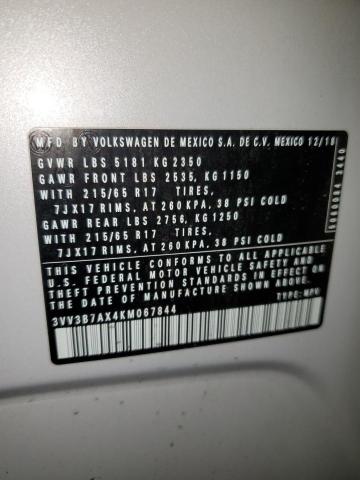 MFD BY VOLKSWAGEN DE MEXICO S.A. DE C.V. MEXICO 12/18
GVWR LBS 5181 KG 2350
GAWR FRONT LBS 2535, KG 1150
WITH 215/65 R17 TIRES,
7JX17 RIMS, AT 260 KPA, 38 PSI COLD
GAWR REAR LBS 2756, KG 1250
WITH 215/65 R17 TIRES,
7JX17 RIMS, AT 260 KPA, 38 PSI COLD
THIS VEHICLE CONFORMS TO ALL APPLICABLE
U.S. FEDERAL MOTOR VEHICLE SAFETY AND
THEFT PREVENTION STANDARDS IN EFFECT ON
THE DATE OF MANUFACTURE SHOWN ABOVE.
3VV3B7AX4KM067844 TYPE: MPV